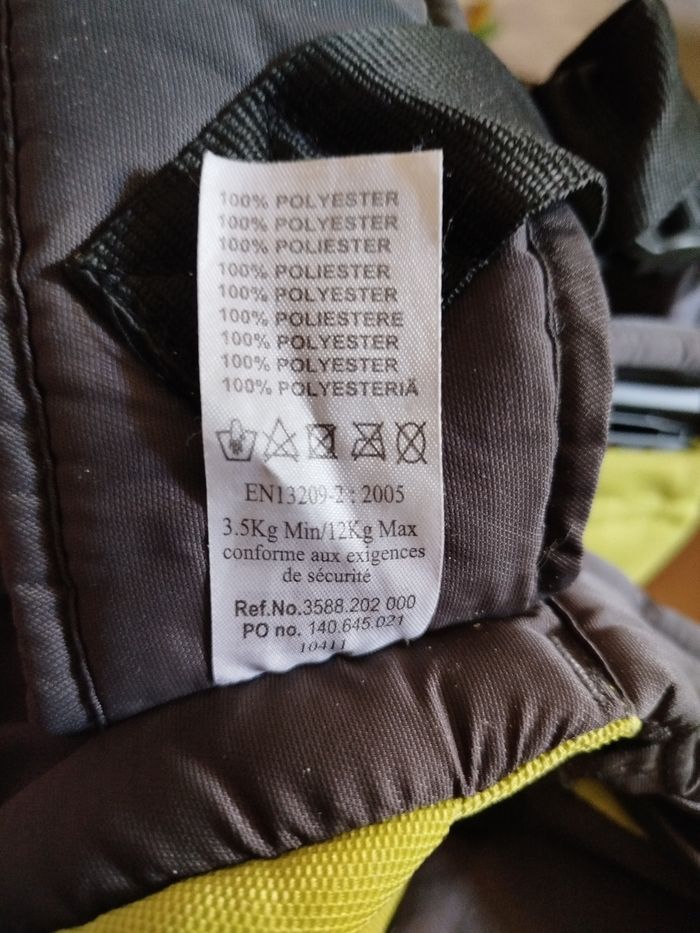 100% POLYESTER
100% POLYESTER
100% POLIESTER
100% POLIESTER
100% POLYESTER
100% POLIESTERE
100% POLYESTER
100% POLYESTER
100% POLYESTERIÄ
EN13209-2 : 2005
3.5Kg Min/12Kg Max
conforme aux exigences
de sécurité
Ref.No.3588.202 000
PO no. 140.645.021
10411